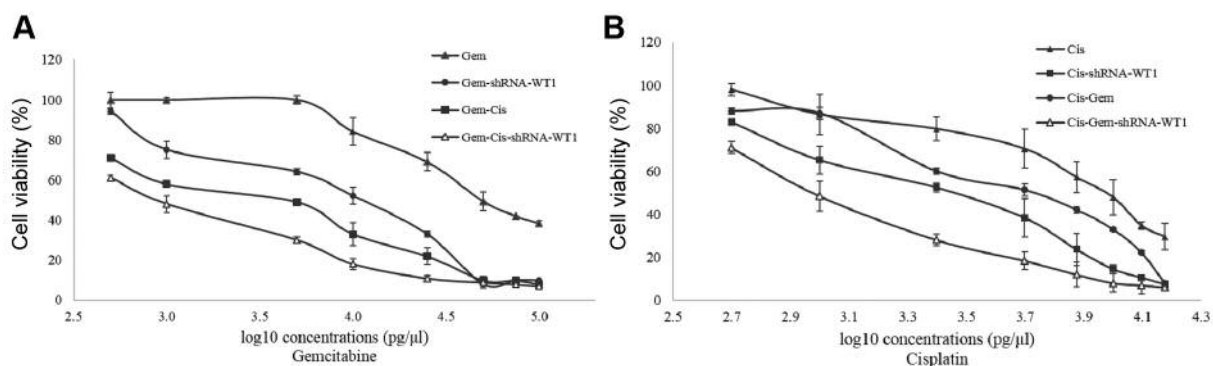 A
Cell viability (%)
120
100
80
60
40
20
0
2.5
3.0
3.5
4.0
4.5
5.0
log10 concentrations (pg/µl)
Gemcitabine
Gem
Gem-shRNA-WT1
Gem-Cis
Gem-Cis-shRNA-WT1
B
Cell viability (%)
120
100
80
60
40
20
0
2.5
2.7
2.9
3.1
3.3
3.5
3.7
3.9
4.1
4.3
log10 concentrations (pg/µl)
Cisplatin
Cis
Cis-shRNA-WT1
Cis-Gem
Cis-Gem-shRNA-WT1